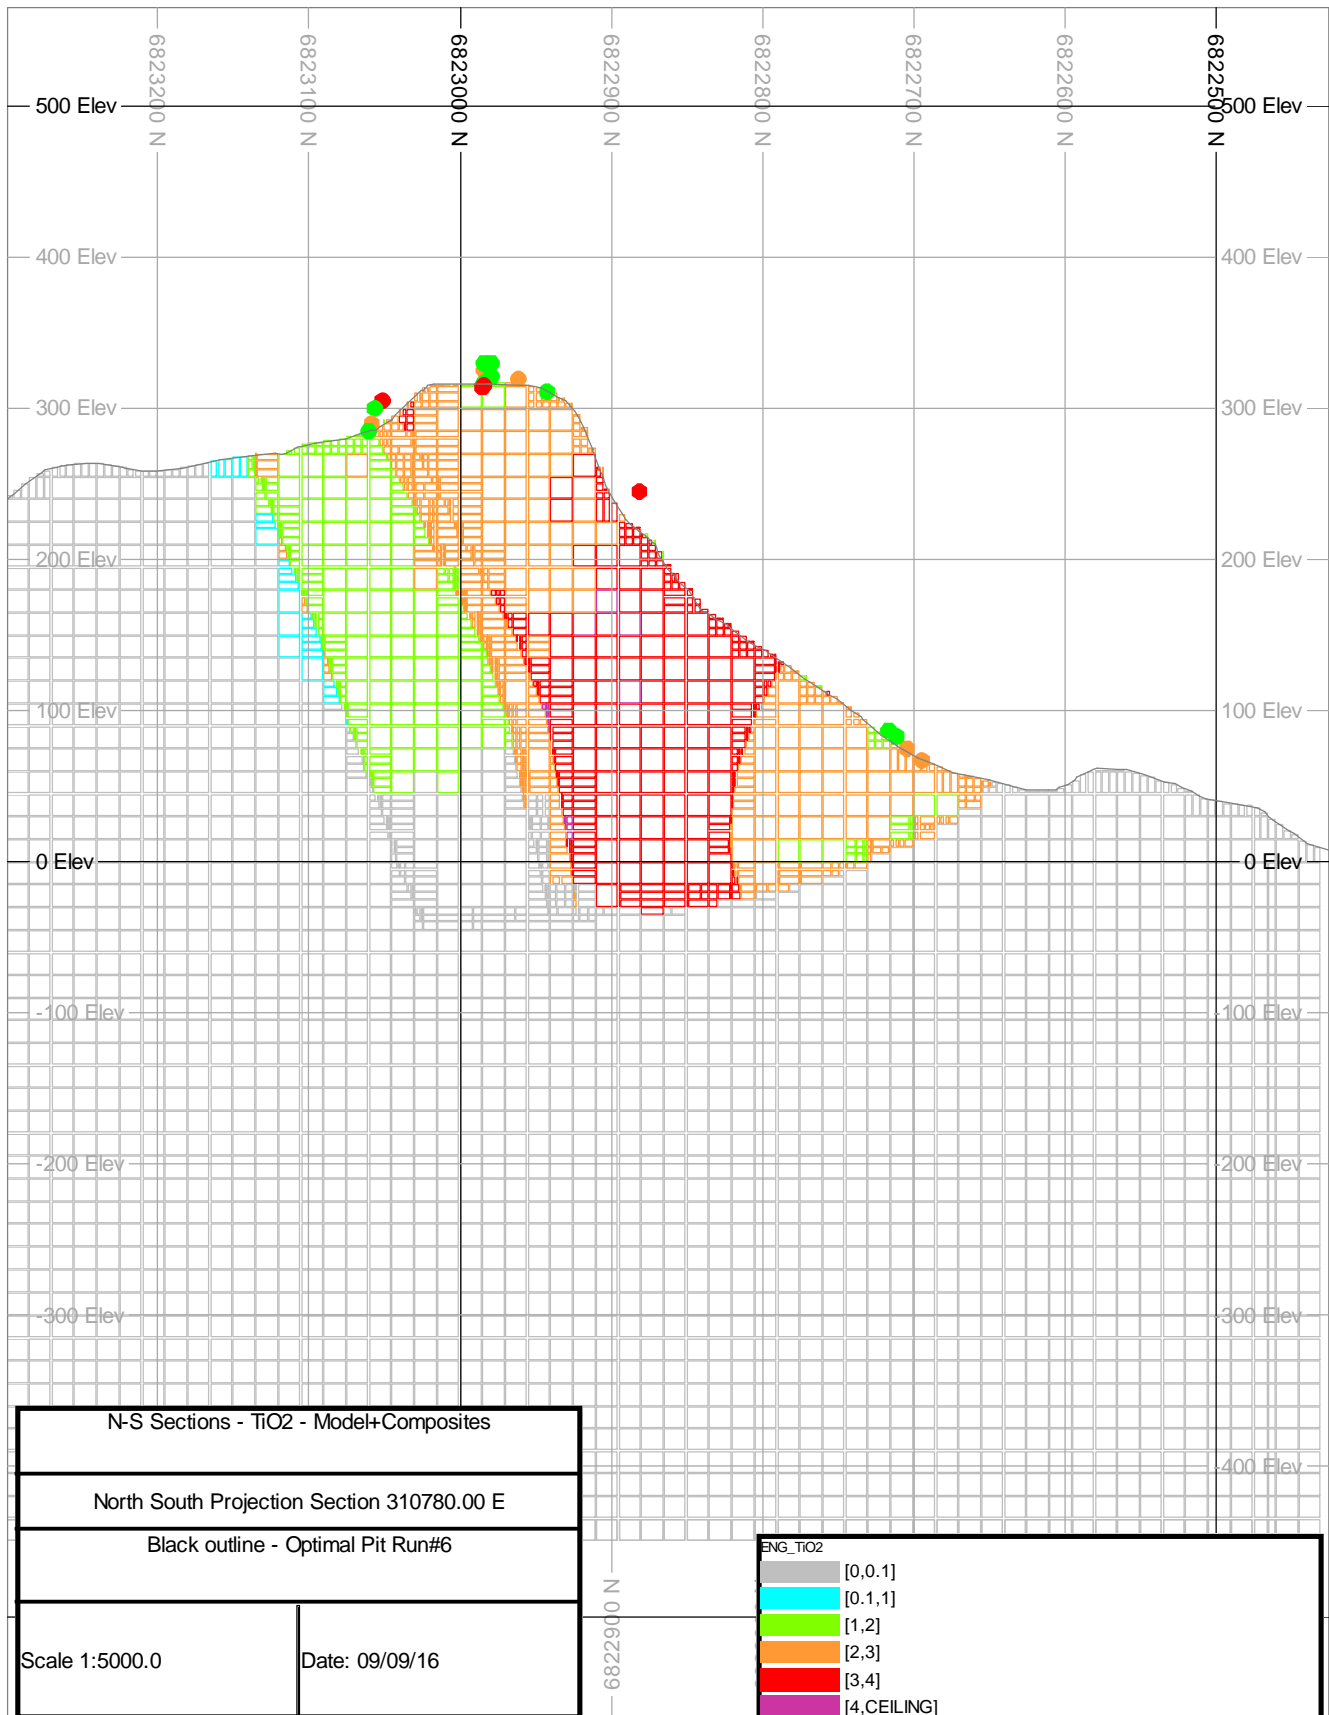 6823200 N
6823100 N
6823000 N
6822900 N
6822800 N
6822700 N
6822600 N
6822500 N
500 Elev
500 Elev
400 Elev
400 Elev
300 Elev
300 Elev
200 Elev
200 Elev
100 Elev
100 Elev
0 Elev
0 Elev
-100 Elev
-100 Elev
-200 Elev
-200 Elev
-300 Elev
-300 Elev
-400 Elev
N-S Sections - TiO2 - Model+Composites
North South Projection Section 310780.00 E
Black outline - Optimal Pit Run#6
Scale 1:5000.0
Date: 09/09/16
6822900 N
ENG_TiO2
[0,0.1]
[0.1,1]
[1,2]
[2,3]
[3,4]
[4,CEILING]